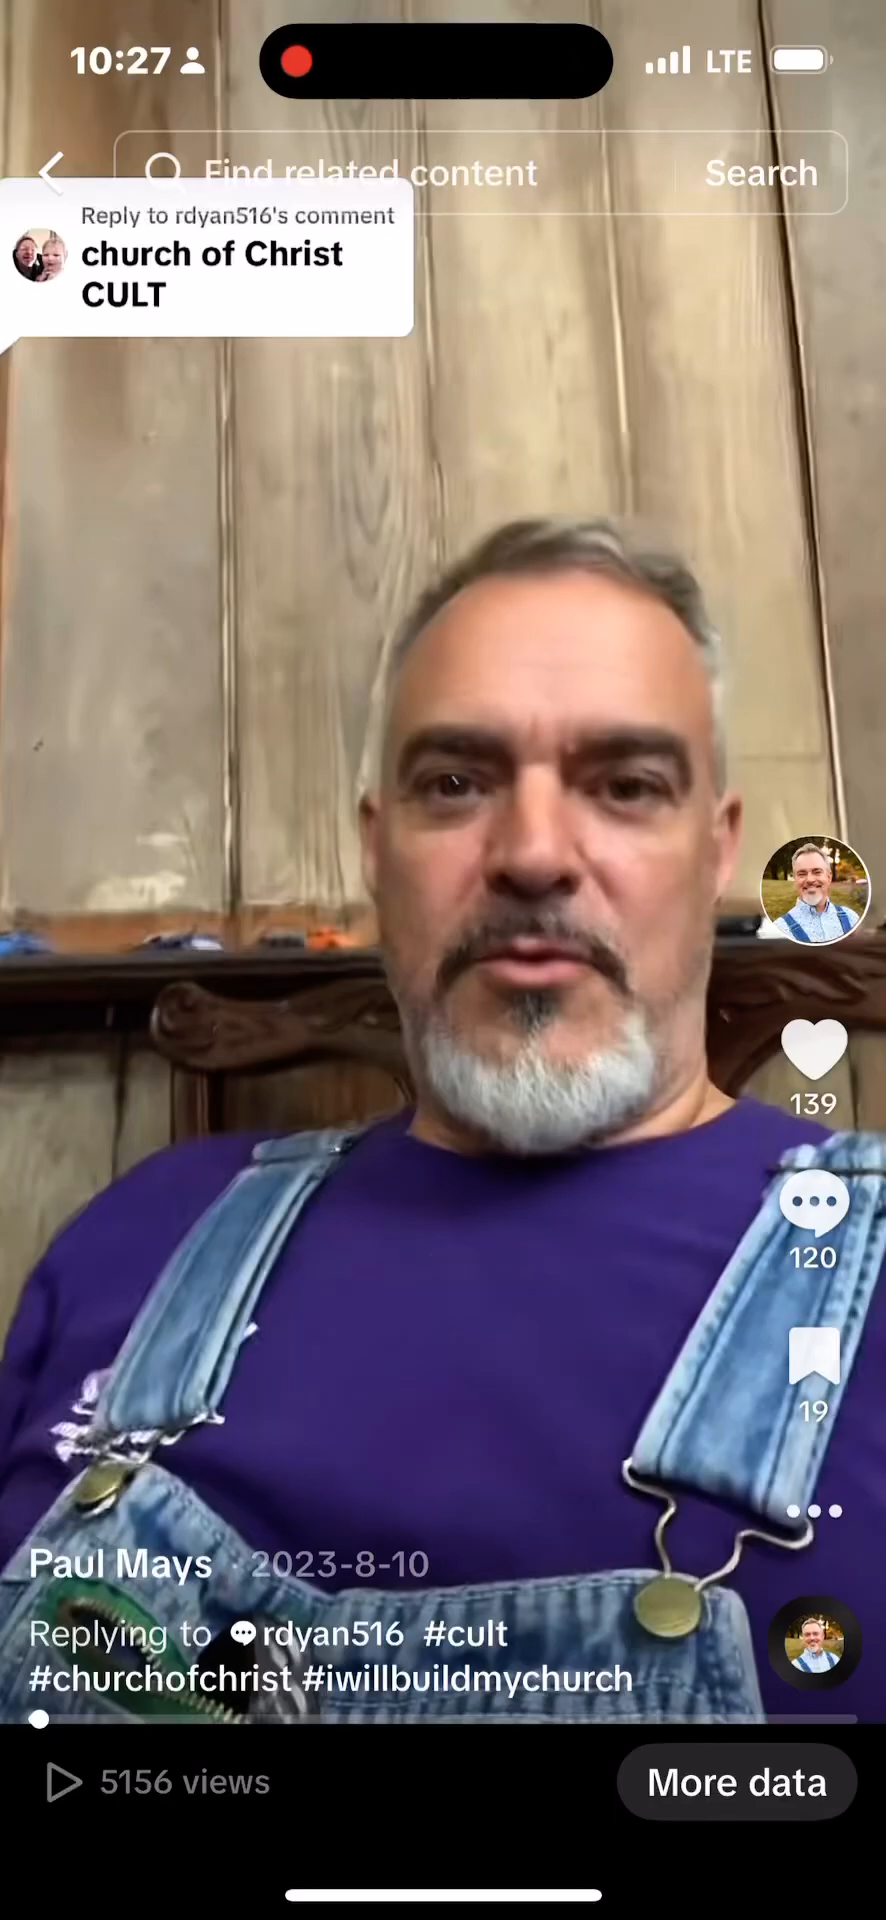 10:27
LTE
Find related content
Search
Reply to rdyan516's comment
church of Christ
CULT
139
120
19
Paul Mays · 2023-8-10
Replying to rdyan516 #cult
#churchofchrist #iwillbuildmychurch
5156 views
More data